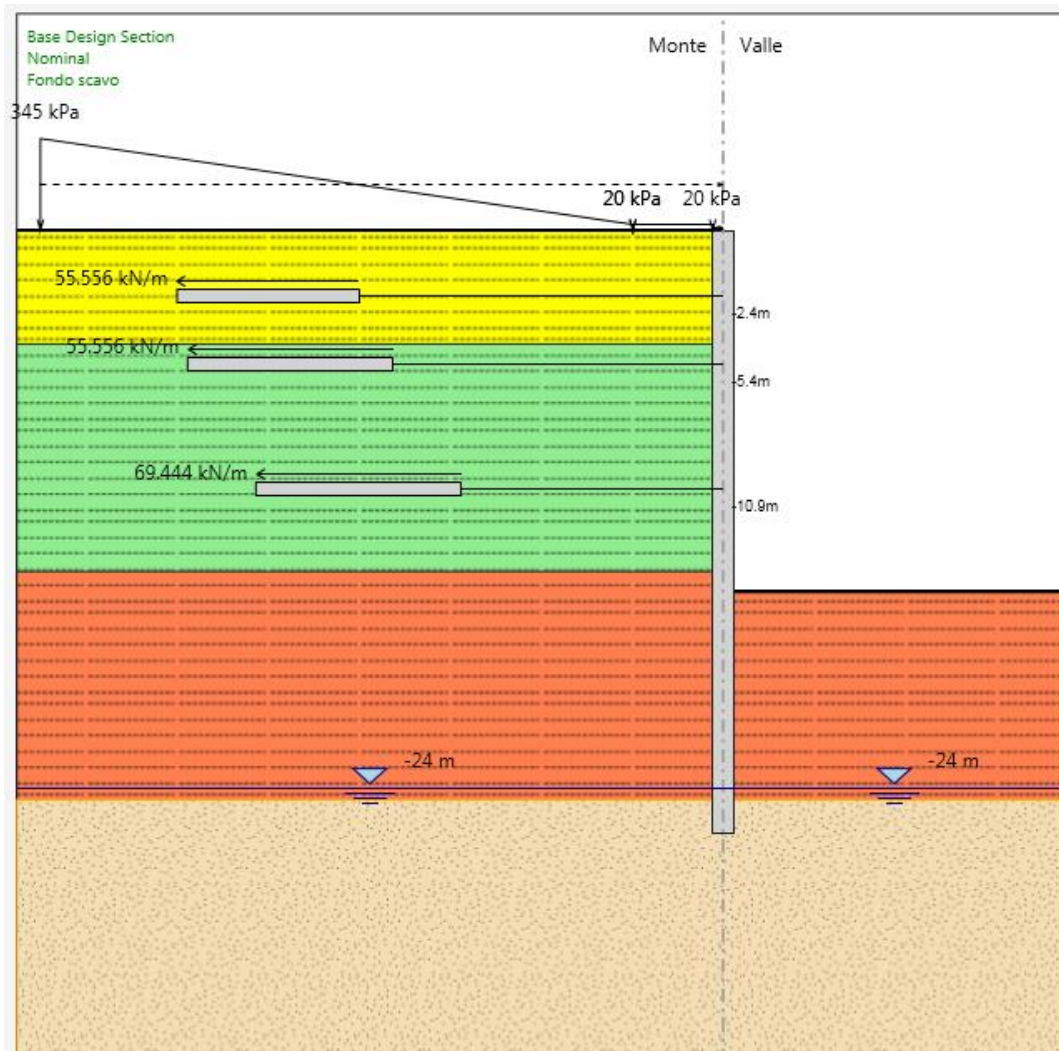 Base Design Section
Nominal
Fondo scavo
Monte
Valle
345 kPa
20 kPa
20 kPa
55.556 kN/m
-2.4m
55.556 kN/m
-5.4m
69.444 kN/m
-10.9m
-24 m
-24 m